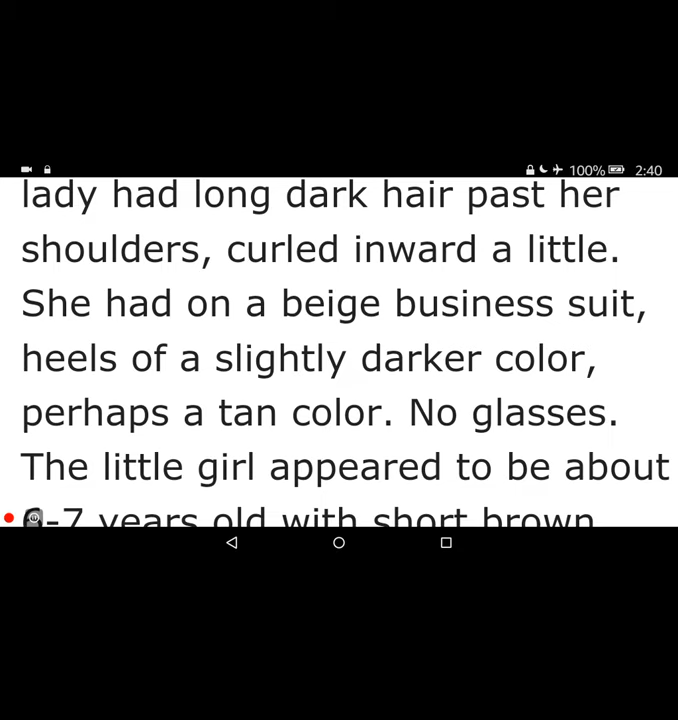 100% 2:40
lady had long dark hair past her
shoulders, curled inward a little.
She had on a beige business suit,
heels of a slightly darker color,
perhaps a tan color. No glasses.
The little girl appeared to be about
6-7 years old with short brown